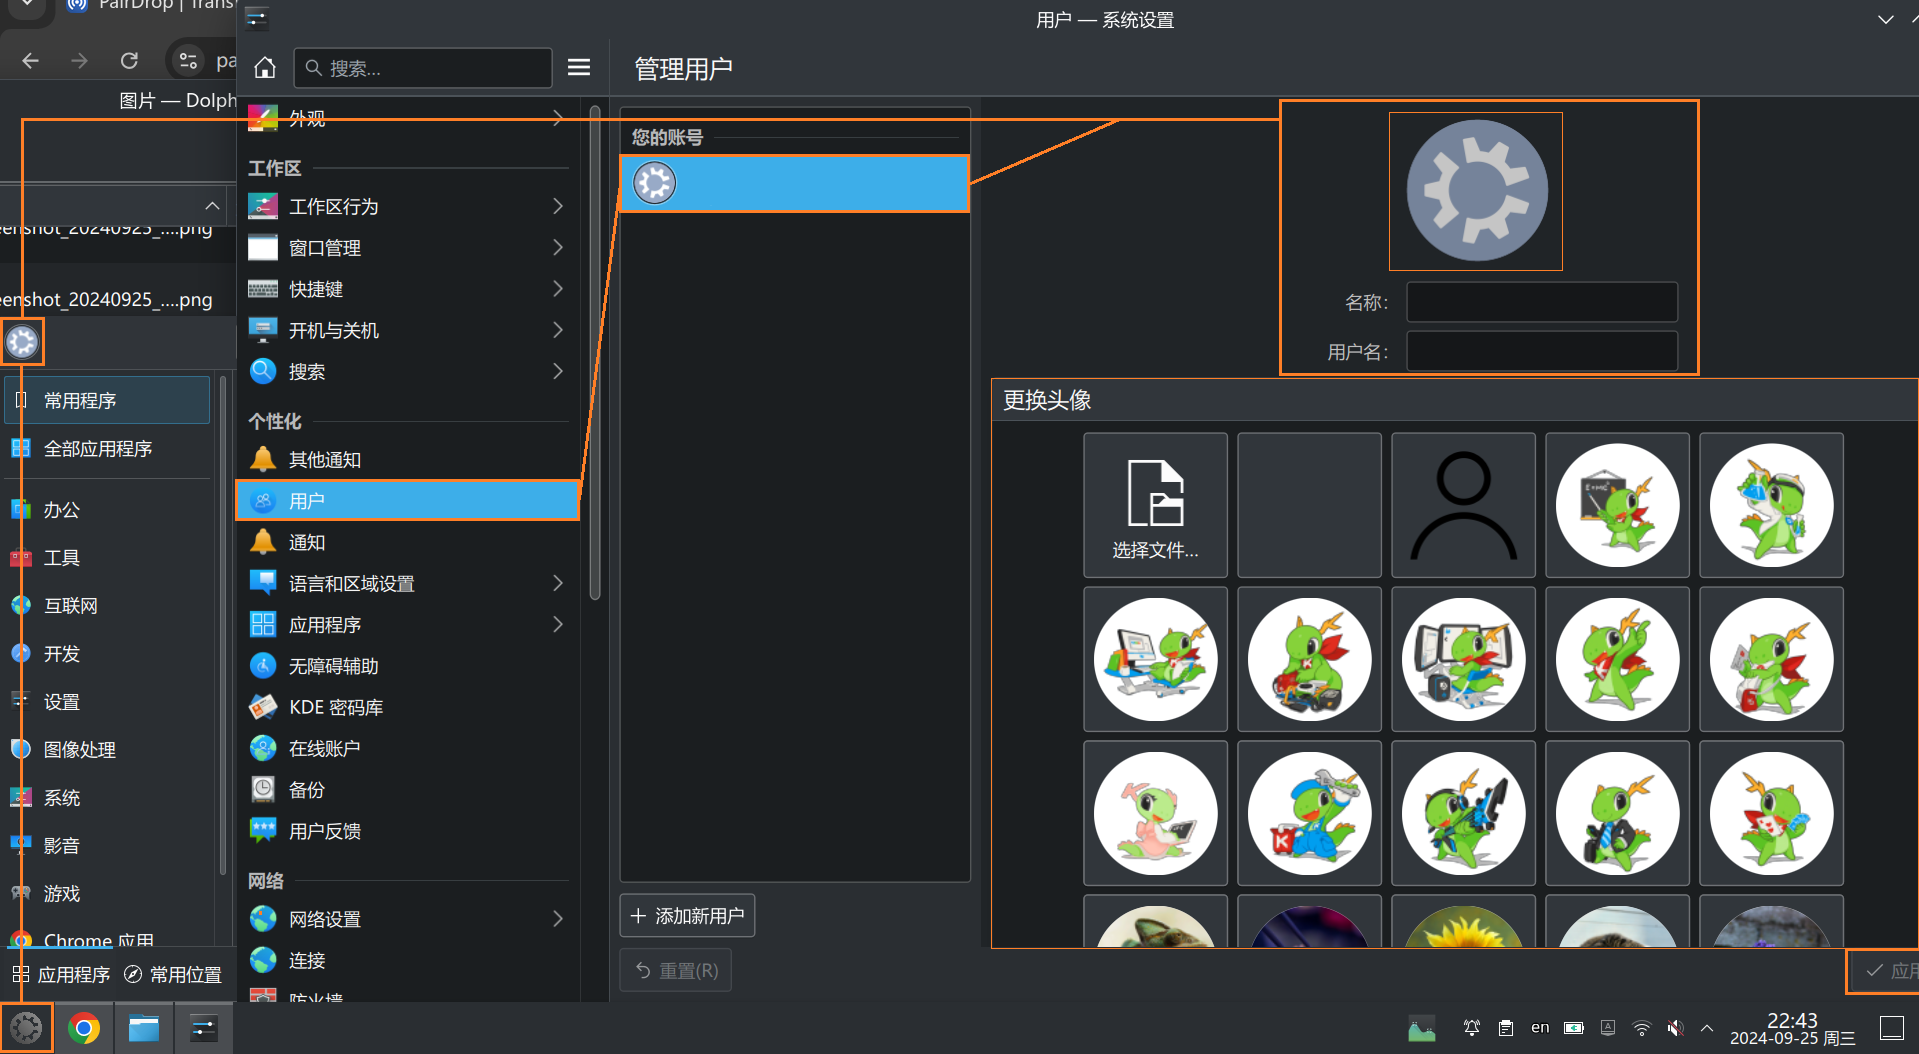 PairDrop | Trans
用户 — 系统设置
pa
搜索...
管理用户
图片 — Dolph
外观
您的账号
工作区
工作区行为
eenshot_20240925_....png
窗口管理
快捷键
eenshot_20240925_....png
名称:
开机与关机
用户名:
搜索
常用程序
更换头像
个性化
全部应用程序
其他通知
用户
办公
通知
选择文件...
工具
语言和区域设置
互联网
应用程序
开发
无障碍辅助
设置
KDE 密码库
图像处理
在线账户
系统
备份
影音
用户反馈
网络
游戏
网络设置
添加新用户
Chrome 应用
连接
应用程序
常用位置
重置(R)
应用
防火墙
en
22:43
2024-09-25 周三